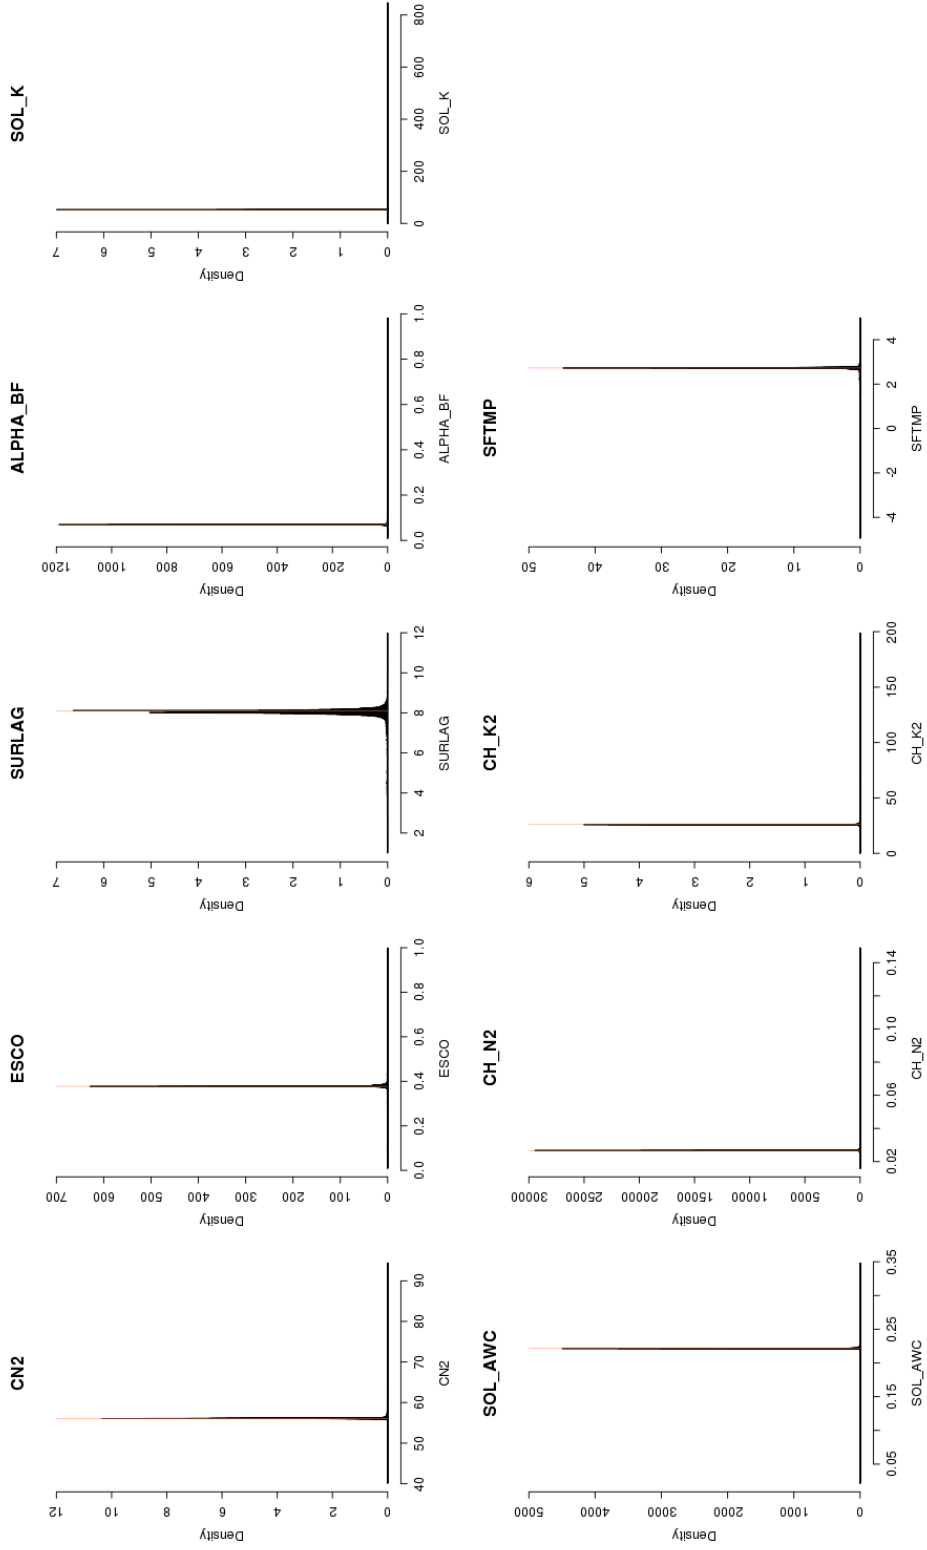 CN2
Density
0 2 4 6 8 10 12
40 50 60 70 80 90
CN2
ESCO
Density
0 100 200 300 400 500 600 700
0.0 0.2 0.4 0.6 0.8 1.0
ESCO
SURLAG
Density
0 1 2 3 4 5 6 7
2 4 6 8 10 12
SURLAG
ALPHA_BF
Density
0 200 400 600 800 1000 1200
0.0 0.2 0.4 0.6 0.8 1.0
ALPHA_BF
SOL_K
Density
0 1 2 3 4 5 6 7
0 200 400 600 800
SOL_K
SOL_AWC
Density
0 1000 2000 3000 4000 5000
0.05 0.15 0.25 0.35
SOL_AWC
CH_N2
Density
0 5000 10000 15000 20000 25000 30000
0.02 0.06 0.10 0.14
CH_N2
CH_K2
Density
0 1 2 3 4 5 6
0 50 100 150 200
CH_K2
SFTMP
Density
0 10 20 30 40 50
-4 -2 0 2 4
SFTMP